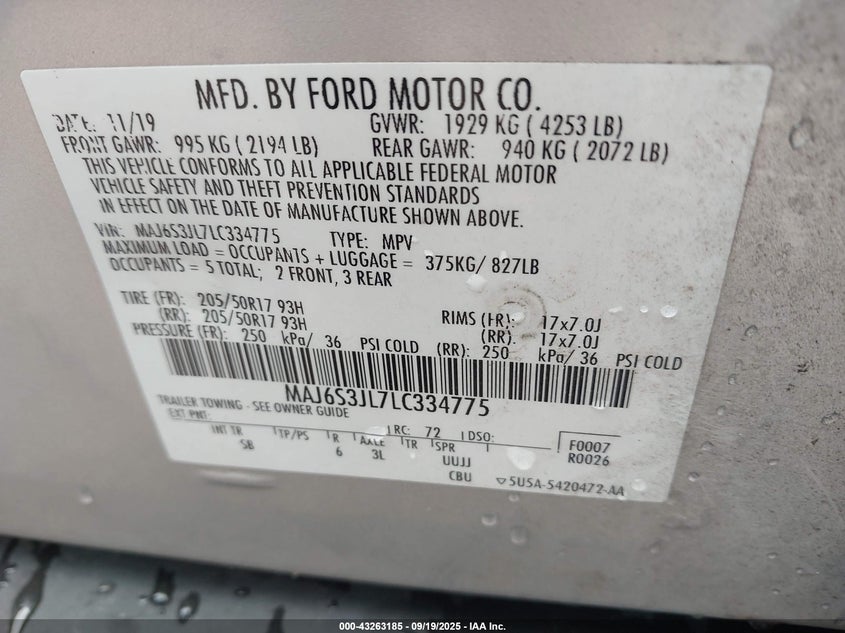 MFD. BY FORD MOTOR CO.
DATE: 11/19 GVWR: 1929 KG ( 4253 LB)
FRONT GAWR: 995 KG ( 2194 LB) REAR GAWR: 940 KG ( 2072 LB)
THIS VEHICLE CONFORMS TO ALL APPLICABLE FEDERAL MOTOR
VEHICLE SAFETY AND THEFT PREVENTION STANDARDS
IN EFFECT ON THE DATE OF MANUFACTURE SHOWN ABOVE.
VIN: MAJ6S3JL7LC334775 TYPE: MPV
MAXIMUM LOAD = OCCUPANTS + LUGGAGE = 375KG/ 827LB
OCCUPANTS = 5 TOTAL; 2 FRONT, 3 REAR
TIRE (FR): 205/50R17 93H RIMS (FR): 17x7.0J
(RR): 205/50R17 93H (RR): 17x7.0J
PRESSURE (FR): 250 kPa/ 36 PSI COLD (RR): 250 kPa/ 36 PSI COLD
MAJ6S3JL7LC334775
TRAILER TOWING - SEE OWNER GUIDE
EXT PNT: RC: 72 DSO: F0007
INT TR TP/PS R AXLE TR SPR R0026
SB 6 3L UUJJ
CBU 5U5A-5420472-AA
000-43263185 - 09/19/2025 - IAA Inc.